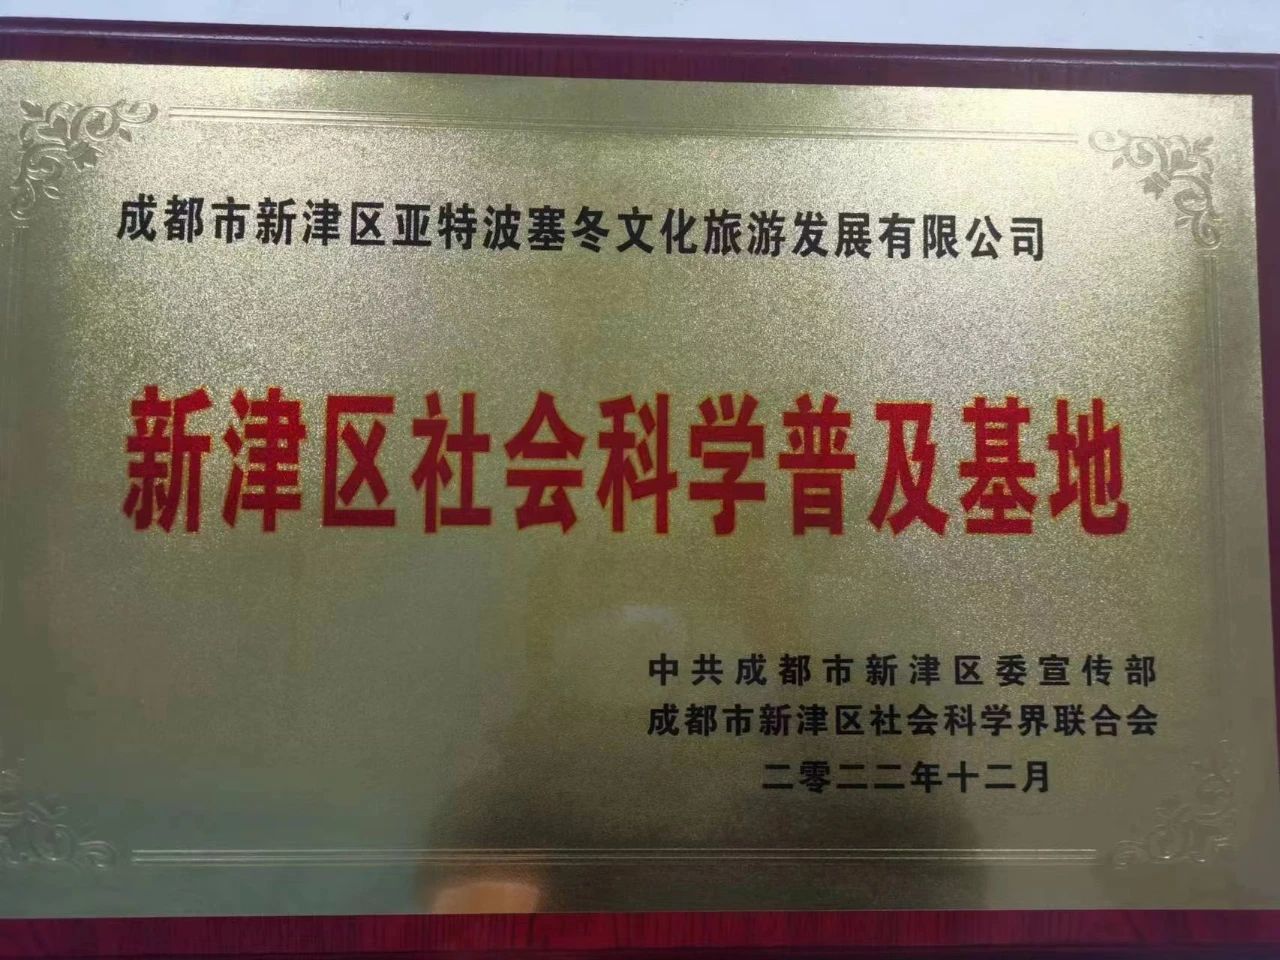 成都市新津区亚特波塞冬文化旅游发展有限公司
新津区社会科学普及基地
中共成都市新津区委宣传部
成都市新津区社会科学界联合会
二零二二年十二月